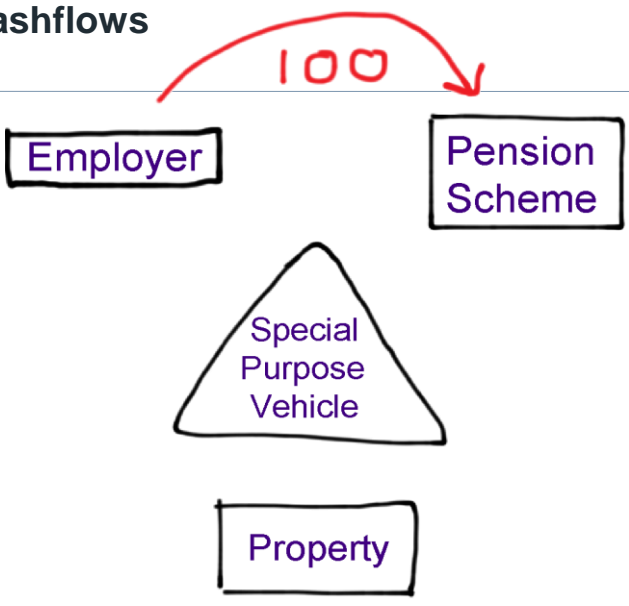 ashflows
100
Employer
Pension
Scheme
Special
Purpose
Vehicle
Property